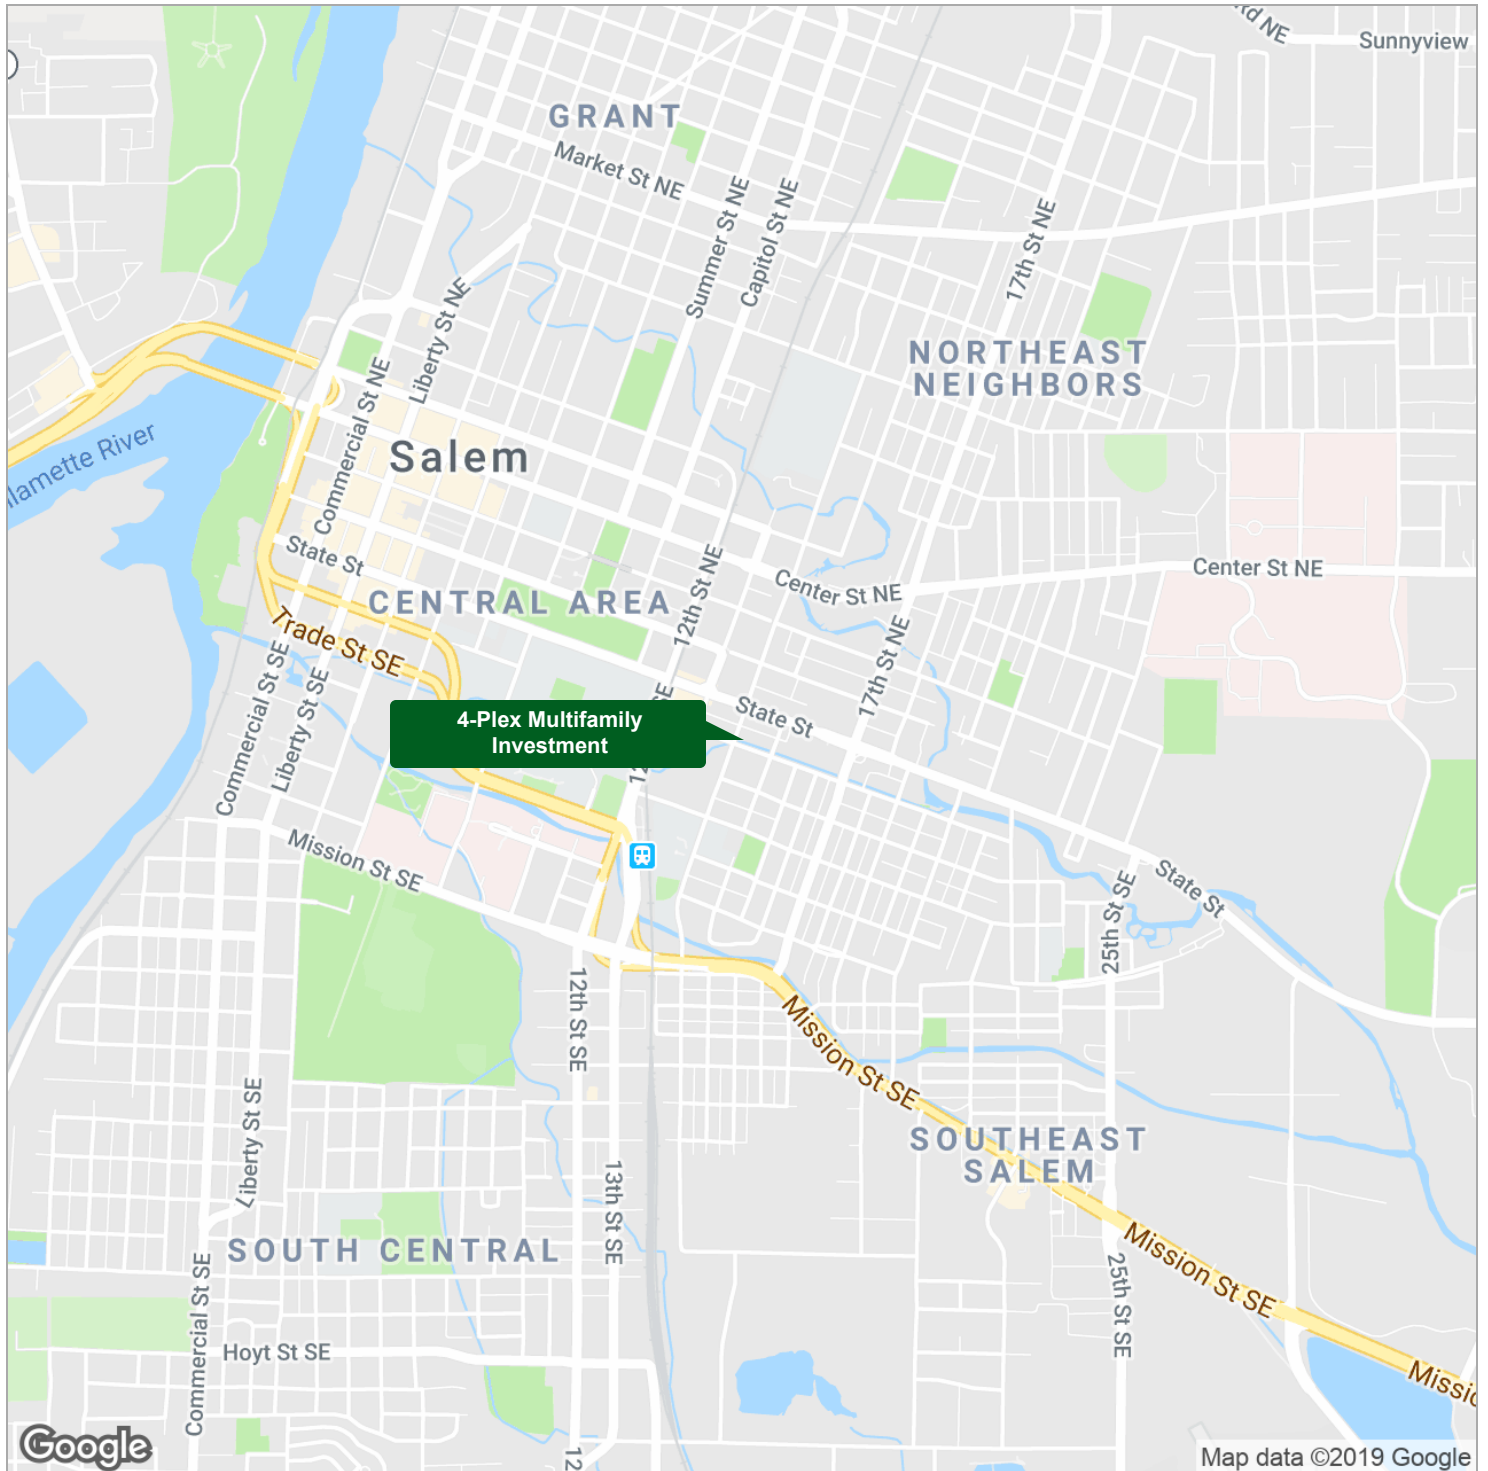 Rd NE
Sunnyview
GRANT
Market St NE
Summer St NE
Capitol St NE
17th St NE
Liberty St NE
NORTHEAST
NEIGHBORS
Commercial St NE
Salem
llamette River
State St
12th St NE
Center St NE
Center St NE
CENTRAL AREA
Trade St SE
17th St NE
Commercial St SE
Liberty St SE
4-Plex Multifamily
Investment
State St
Mission St SE
State St
25th St SE
12th St SE
Mission St SE
Liberty St SE
SOUTHEAST
SALEM
13th St SE
SOUTH CENTRAL
Mission St SE
25th St SE
Commercial St SE
Hoyt St SE
Missic
12
Google
Map data ©2019 Google